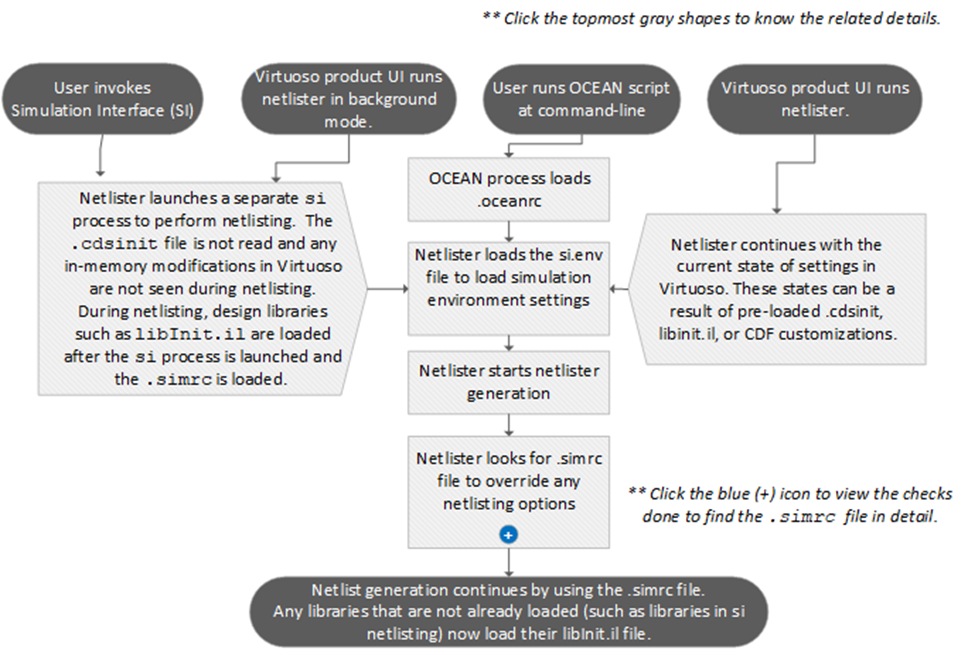 ** Click the topmost gray shapes to know the related details.
User invokes
Simulation Interface (SI)
Virtuoso product UI runs
netlister in background
mode.
User runs OCEAN script
at command-line
Virtuoso product UI runs
netlister.
Netlister launches a separate si
process to perform netlisting. The
.cdsinit file is not read and any
in-memory modifications in Virtuoso
are not seen during netlisting.
During netlisting, design libraries
such as libInit.il are loaded
after the si process is launched and
the .simrc is loaded.
OCEAN process loads
.oceanrc
Netlister loads the si.env
file to load simulation
environment settings
Netlister continues with the
current state of settings in
Virtuoso. These states can be a
result of pre-loaded .cdsinit,
libinit.il, or CDF customizations.
Netlister starts netlister
generation
Netlister looks for .simrc
file to override any
netlisting options
** Click the blue (+) icon to view the checks
done to find the .simrc file in detail.
Netlist generation continues by using the .simrc file.
Any libraries that are not already loaded (such as libraries in si
netlisting) now load their libInit.il file.